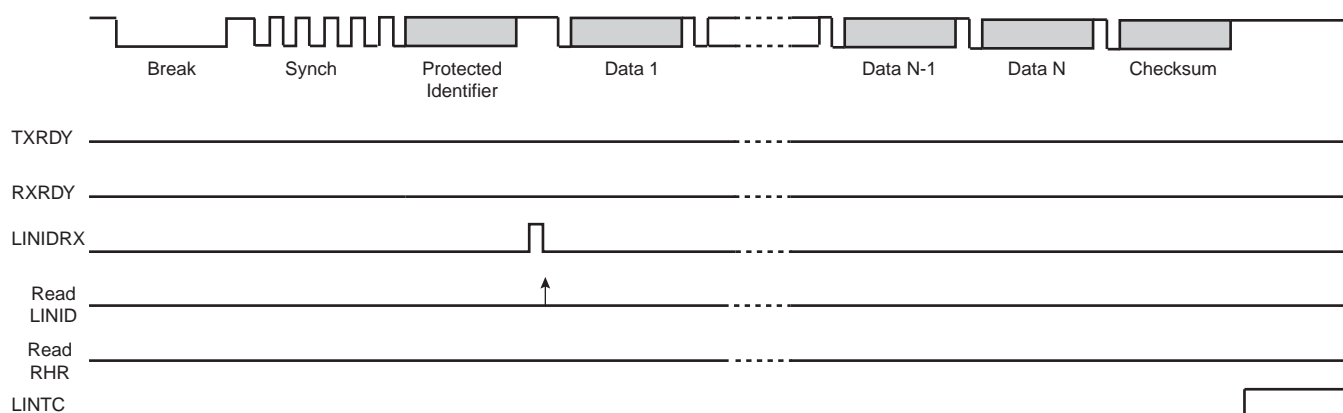 Break Synch Protected Identifier Data 1 Data N-1 Data N Checksum
TXRDY
RXRDY
LINIDRX
Read
LINID
Read
RHR
LINTC